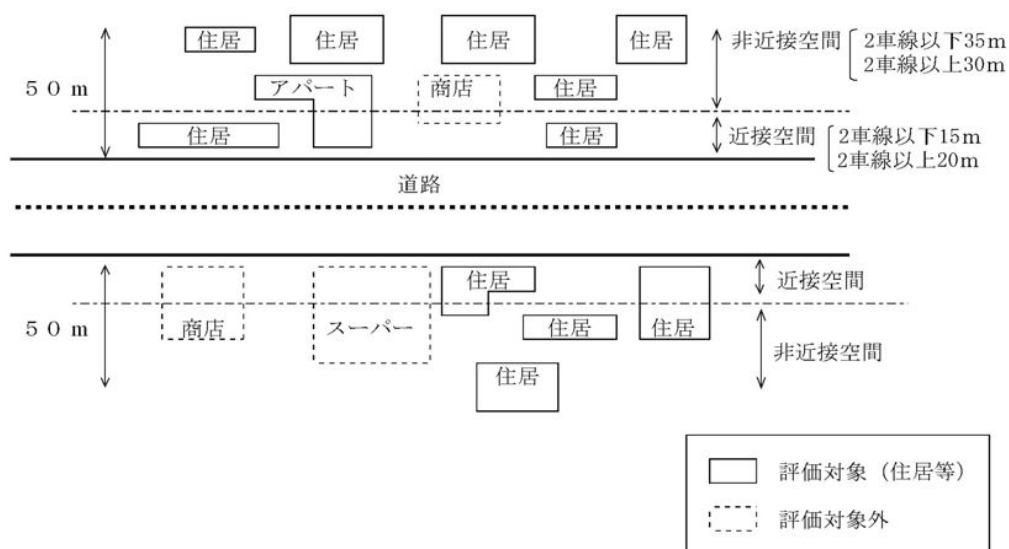 住居
住居
住居
住居
非近接空間
2車線以下35m
2車線以上30m
50m
アパート
商店
住居
住居
住居
近接空間
2車線以下15m
2車線以上20m
道路
住居
近接空間
50m
商店
スーパー
住居
住居
非近接空間
住居
評価対象（住居等）
評価対象外